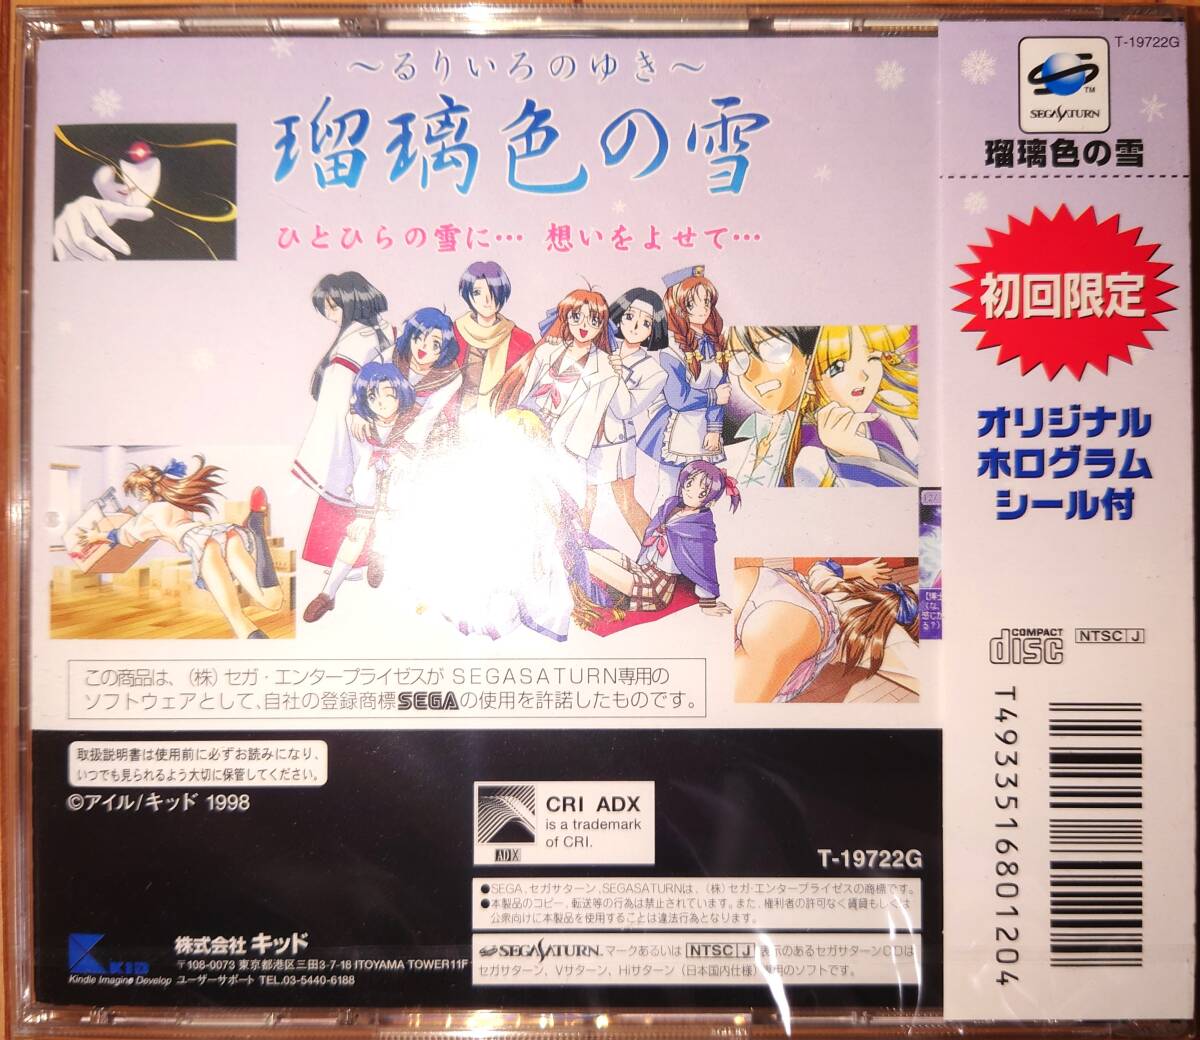 ～るりいろのゆき～
瑠璃色の雪
ひとひらの雪に… 想いをよせて…
この商品は、(株)セガ・エンタープライゼスがSEGASATURN専用の
ソフトウェアとして、自社の登録商標SEGAの使用を許諾したものです。
取扱説明書は使用前に必ずお読みになり、
いつでも見られるよう大切に保管してください。
©アイル/キッド 1998
CRI ADX
is a trademark
of CRI.
ADX
T-19722G
●SEGA、セガサターン、SEGASATURNは、(株)セガ・エンタープライゼスの商標です。
●本製品のコピー、転送等の行為は禁止されています。また、権利者の許可なく賃貸もしくは
公衆向けに本製品を使用することは違法行為となります。
SEGASATURN™マークあるいは NTSC J 表示のあるセガサターンCDは
セガサターン、Vサターン、Hiサターン(日本国内仕様)専用のソフトです。
KID
Kindle Imagine Develop
株式会社 キッド
〒108-0073 東京都港区三田3-7-18 ITOYAMA TOWER11F
ユーザーサポート TEL.03-5440-6188
T-19722G
SEGASATURN™
瑠璃色の雪
初回限定
オリジナル
ホログラム
シール付
COMPACT
disc
NTSC J
T4933516801204